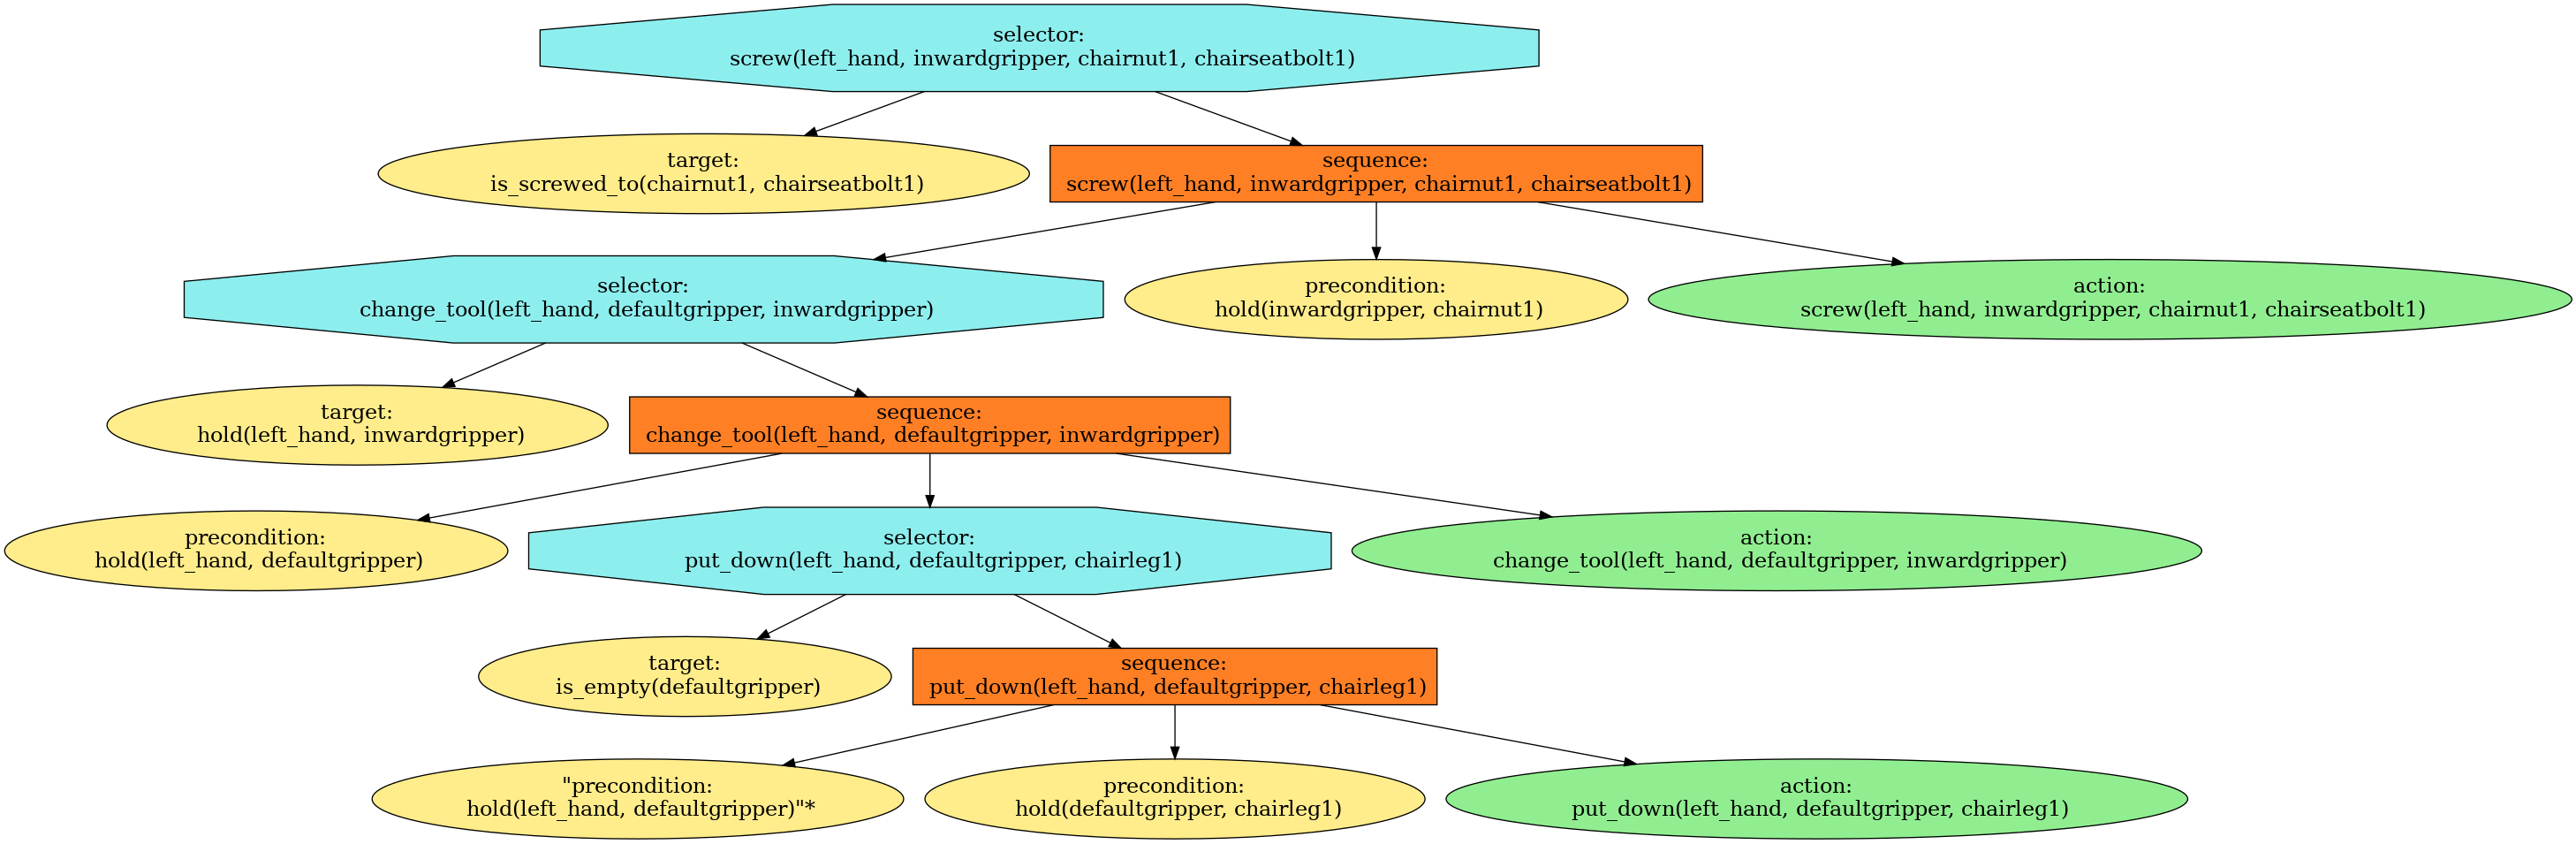 selector:
screw(left_hand, inwardgripper, chairnut1, chairseatbolt1)
target:
is_screwed_to(chairnut1, chairseatbolt1)
sequence:
screw(left_hand, inwardgripper, chairnut1, chairseatbolt1)
selector:
change_tool(left_hand, defaultgripper, inwardgripper)
precondition:
hold(inwardgripper, chairnut1)
action:
screw(left_hand, inwardgripper, chairnut1, chairseatbolt1)
target:
hold(left_hand, inwardgripper)
sequence:
change_tool(left_hand, defaultgripper, inwardgripper)
precondition:
hold(left_hand, defaultgripper)
selector:
put_down(left_hand, defaultgripper, chairleg1)
action:
change_tool(left_hand, defaultgripper, inwardgripper)
target:
is_empty(defaultgripper)
sequence:
put_down(left_hand, defaultgripper, chairleg1)
"precondition:
hold(left_hand, defaultgripper)"*
precondition:
hold(defaultgripper, chairleg1)
action:
put_down(left_hand, defaultgripper, chairleg1)